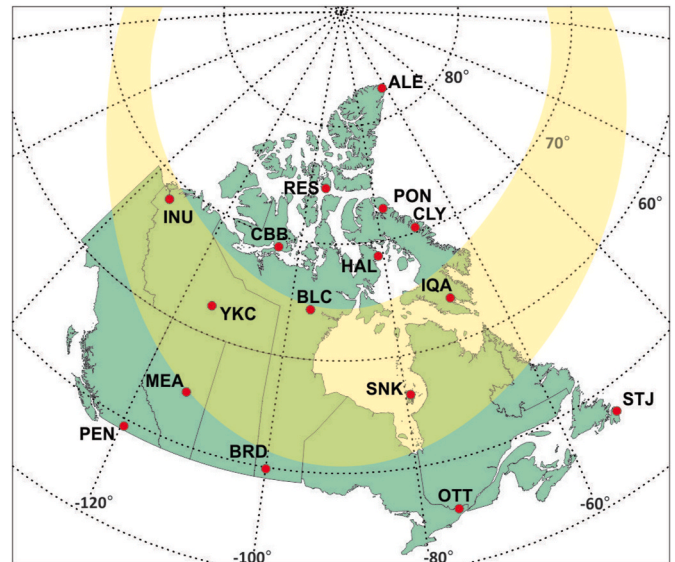 ALE
80°
70°
RES
PON
60°
CLY
INU
CBB
HAL
IQA
BLC
YKC
MEA
SNK
STJ
PEN
BRD
OTT
-120°
-60°
-100°
-80°